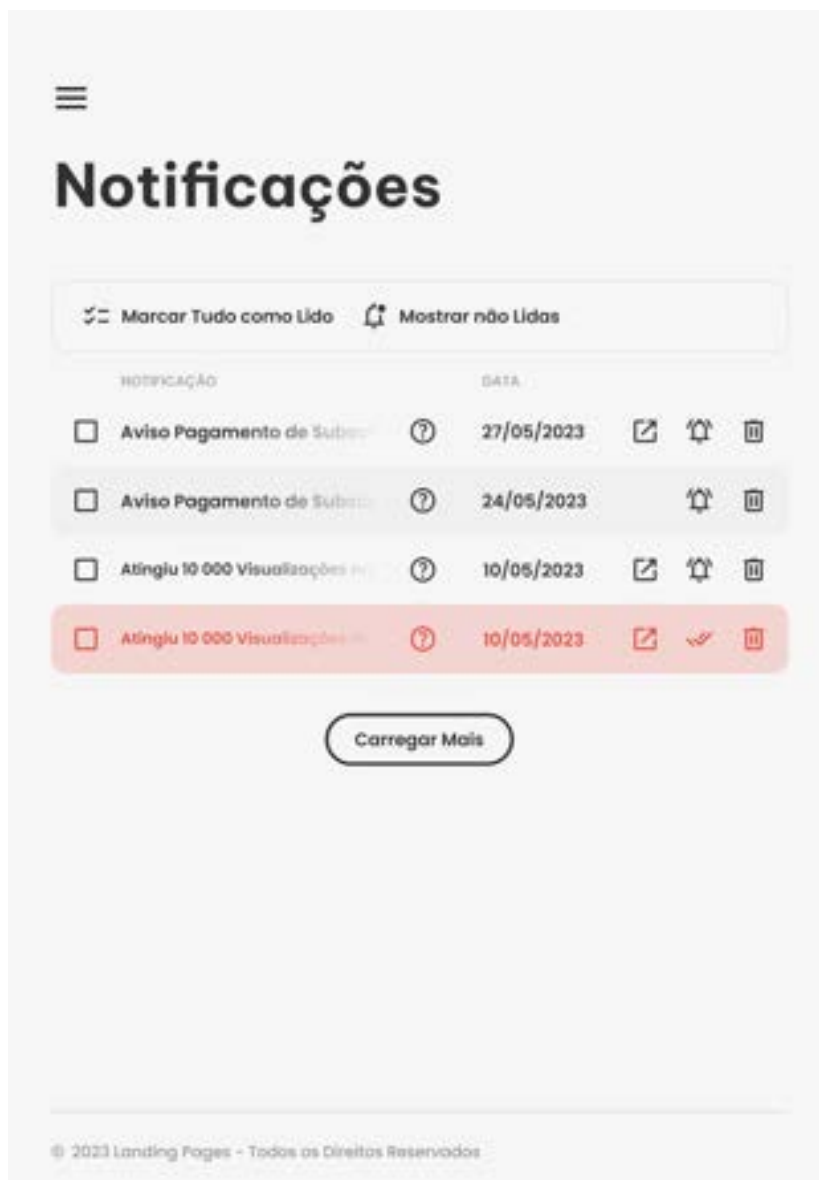 Notificações
Marcar Tudo como Lido Mostrar não Lidas
NOTIFICAÇÃO DATA
Aviso Pagamento de 27/05/2023
Aviso Pagamento de 24/05/2023
Atingiu 10 000 Visualizações 10/05/2023
Atingiu 10 000 Visualizações 10/05/2023
Carregar Mais
© 2023 Landing Pages - Todos os Direitos Reservados